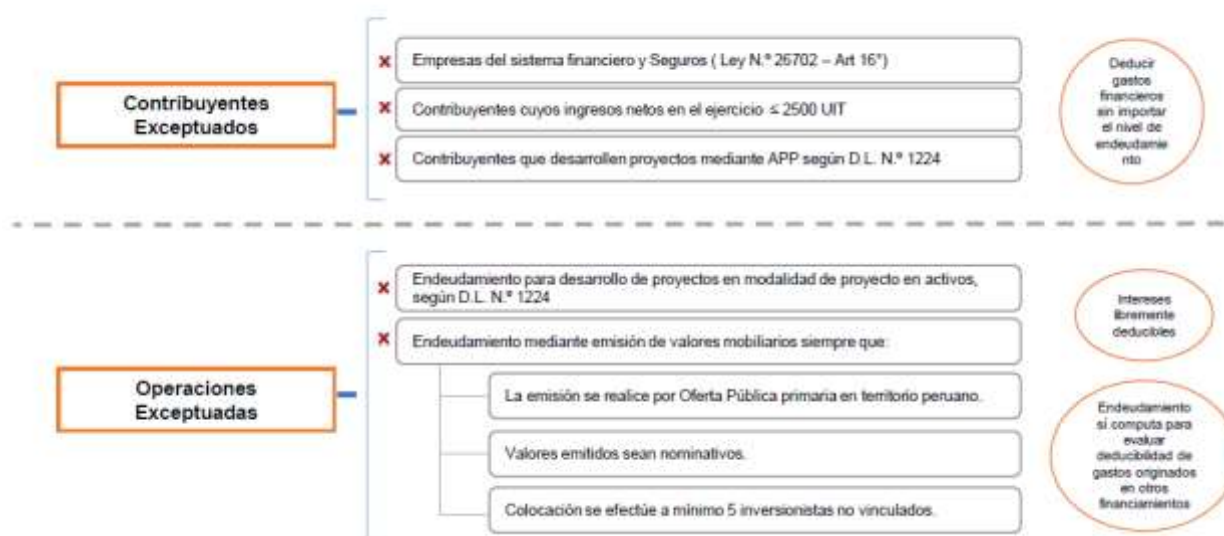 Contribuyentes
Exceptuados
Empresas del sistema financiero y Seguros ( Ley N.º 26702 – Art 16°)
Contribuyentes cuyos ingresos netos en el ejercicio ≤ 2500 UIT
Contribuyentes que desarrollen proyectos mediante APP según D.L. N.º 1224
Deducir
gastos
financieros
sin importar
el nivel de
endeudamie
nto
Operaciones
Exceptuadas
Endeudamiento para desarrollo de proyectos en modalidad de proyecto en activos,
según D.L. N.º 1224
Endeudamiento mediante emisión de valores mobiliarios siempre que:
La emisión se realice por Oferta Pública primaria en territorio peruano.
Valores emitidos sean nominativos.
Colocación se efectúe a mínimo 5 inversionistas no vinculados.
Intereses
libremente
deducibles
Endeudamiento
sí computa para
evaluar
deducibilidad de
gastos originados
en otros
financiamientos